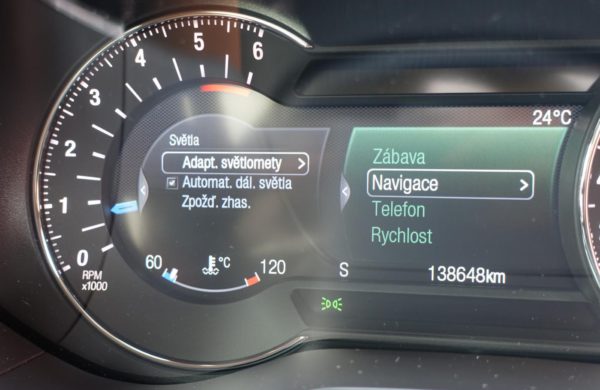 6
5
4
3
2
1
0
RPM
x1000
Světla
Adapt. světlomety >
Automat. dál. světla
Zpožď. zhas.
60 °C 120
24°C
Zábava
Navigace >
Telefon
Rychlost
S 138648km